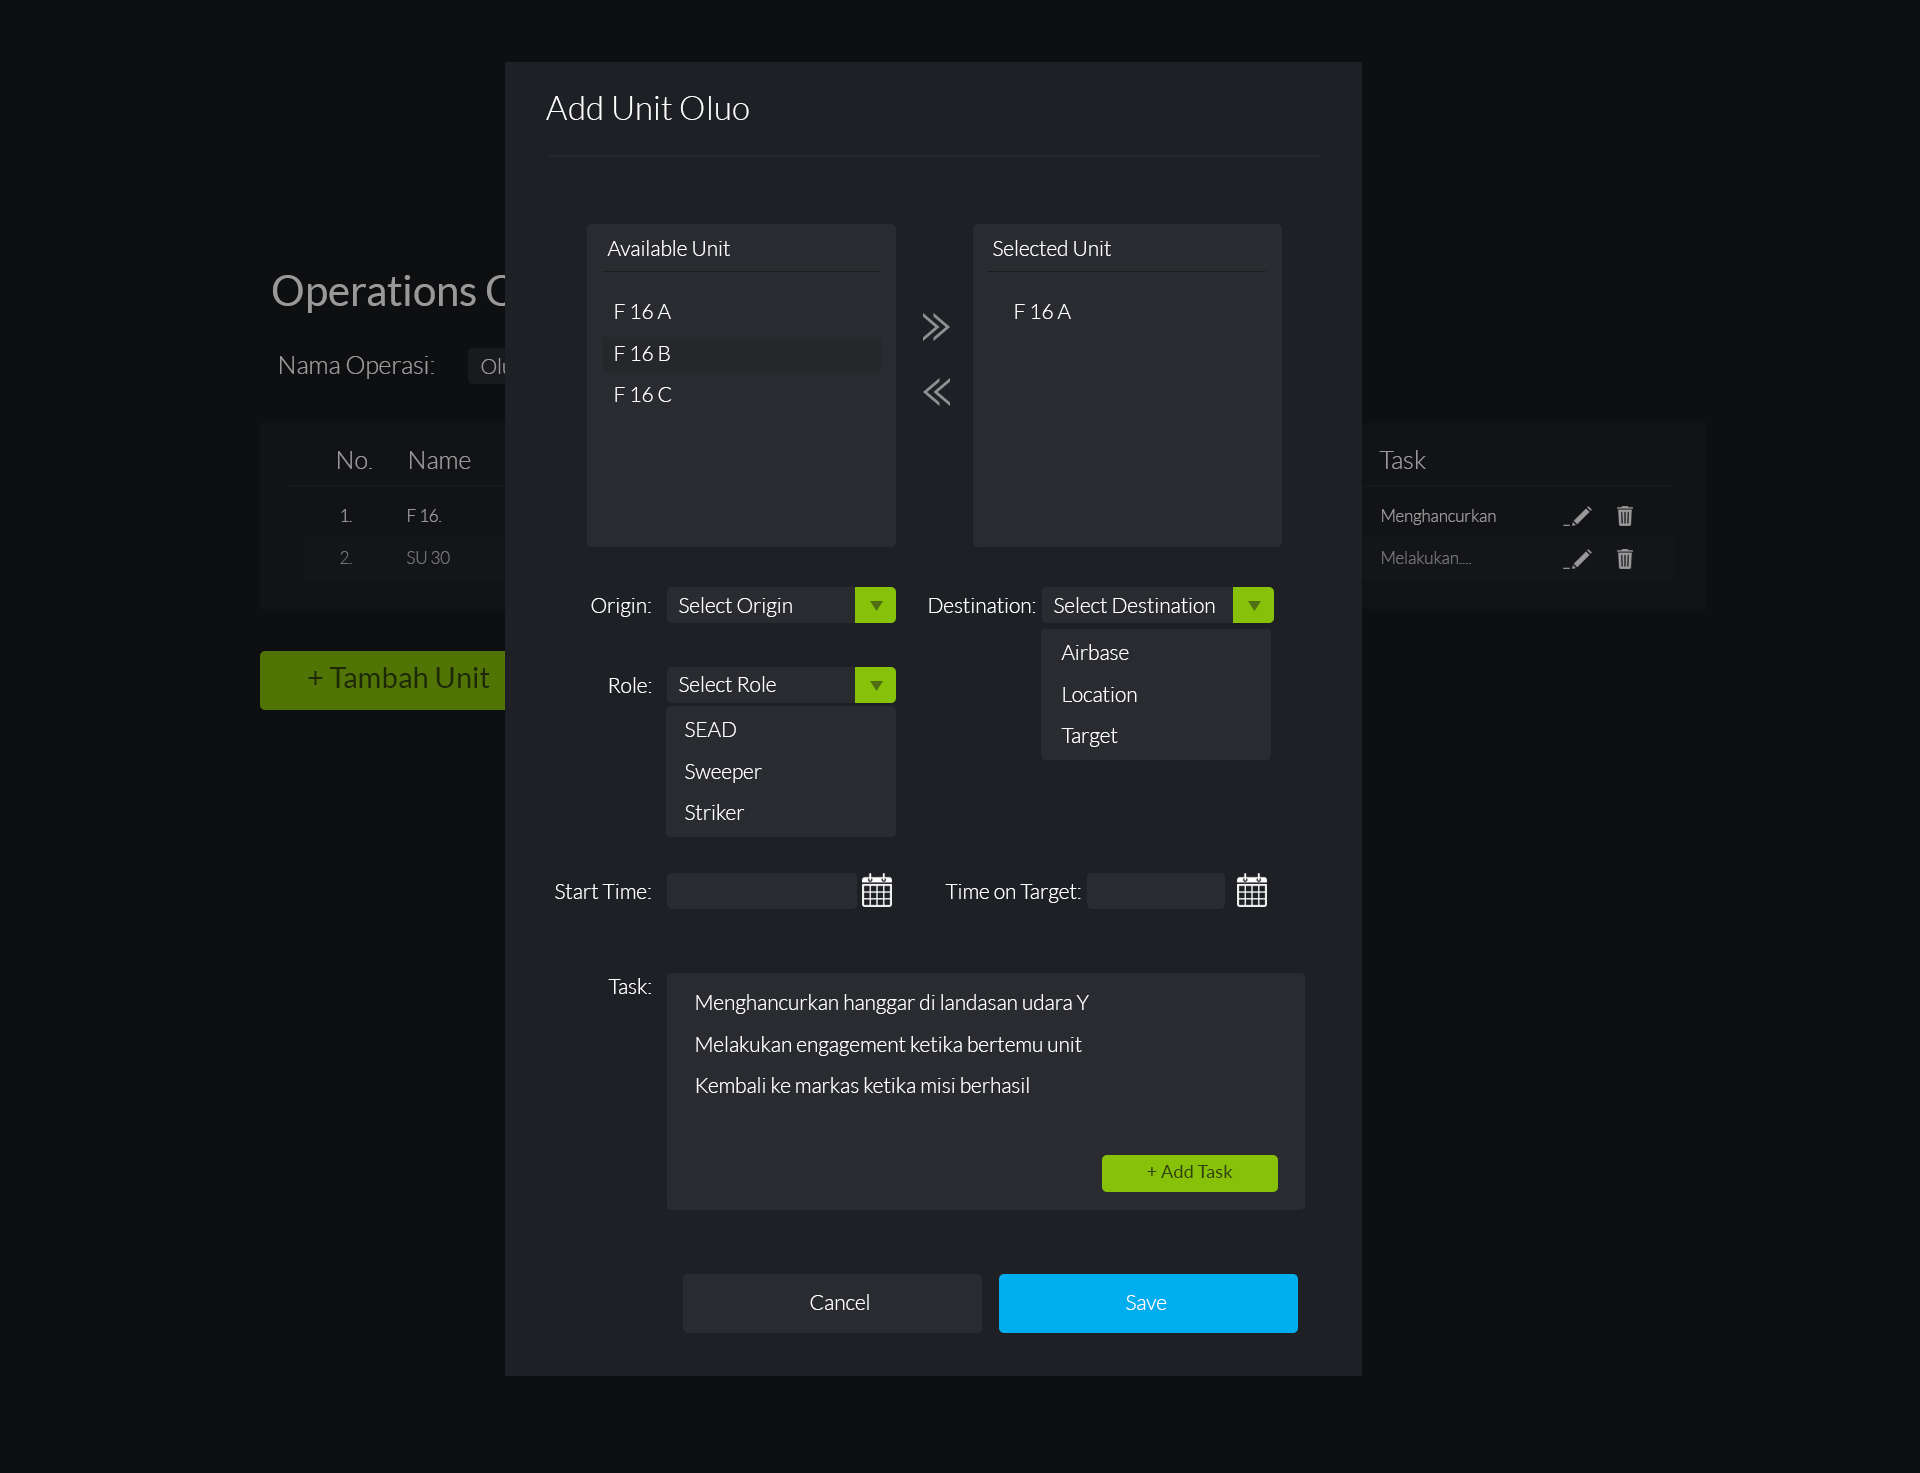 Add Unit Oluo
Available Unit
F 16 A
F 16 B
F 16 C
Selected Unit
F 16 A
Operations
Nama Operasi:
No. Name
1. F 16.
2. SU 30
Task
Menghancurkan
Melakukan....
+ Tambah Unit
Origin: Select Origin
Destination: Select Destination
Airbase
Location
Target
Role: Select Role
SEAD
Sweeper
Striker
Start Time:
Time on Target:
Task:
Menghancurkan hanggar di landasan udara Y
Melakukan engagement ketika bertemu unit
Kembali ke markas ketika misi berhasil
+ Add Task
Cancel
Save